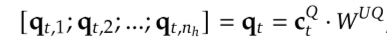 [q_{t,1}; q_{t,2}; ...; q_{t,n_h}] = q_t = c_t^Q · W^{UQ},